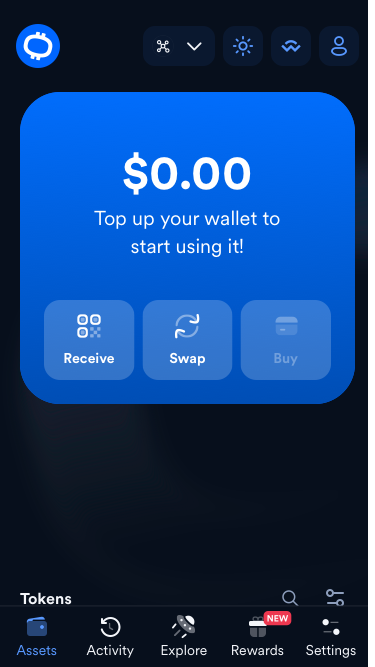 $0.00
Top up your wallet to
start using it!
Receive
Swap
Buy
Tokens
NEW
Assets
Activity
Explore
Rewards
Settings